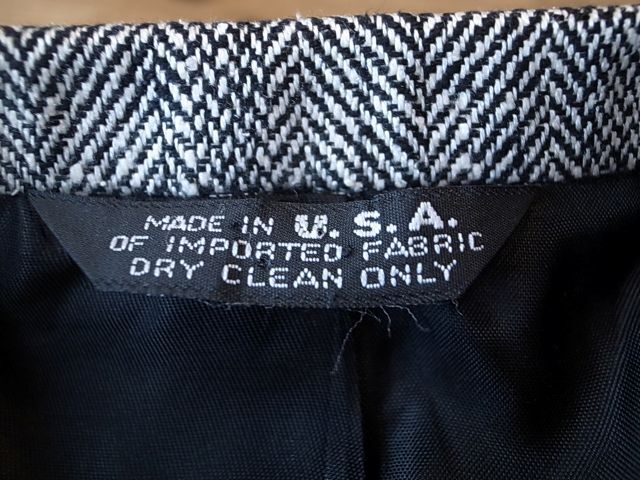 MADE IN U.S.A.
OF IMPORTED FABRIC
DRY CLEAN ONLY